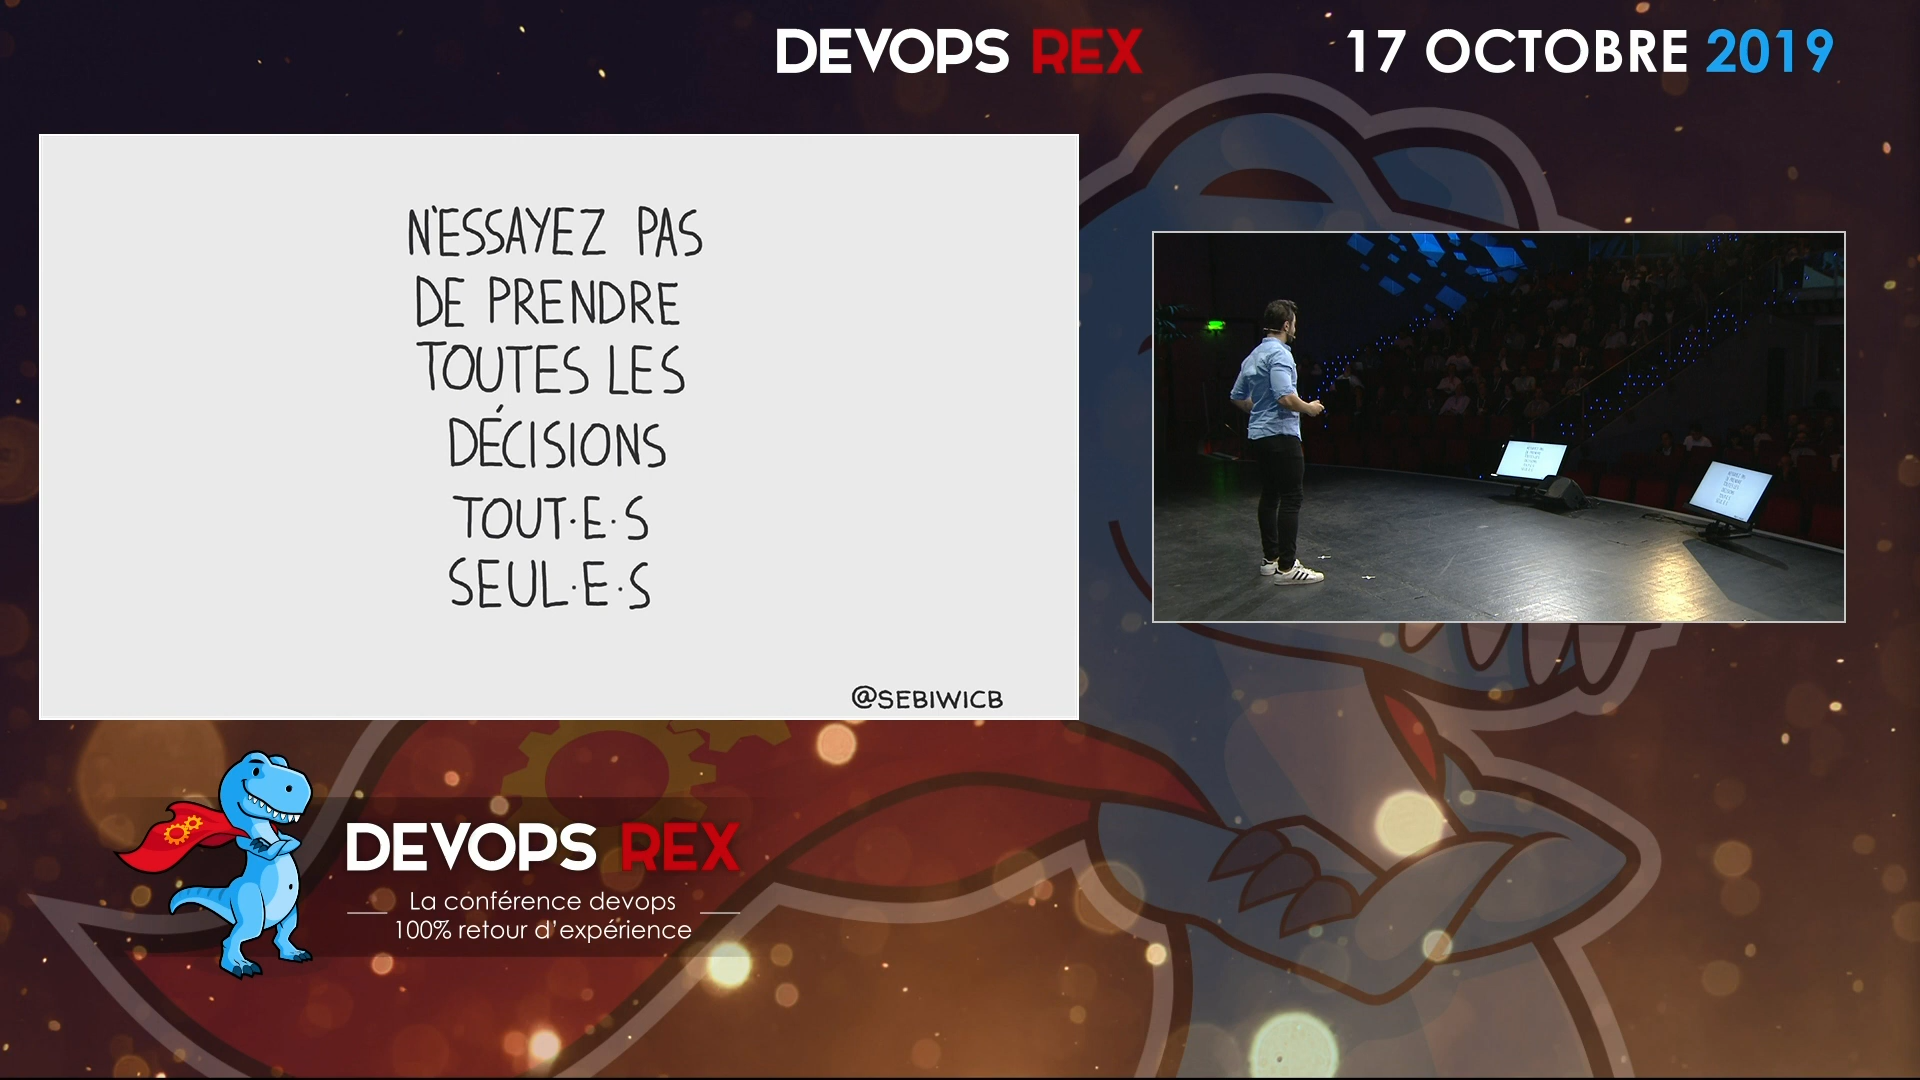 DEVOPS REX
17 OCTOBRE 2019
N'ESSAYEZ PAS
DE PRENDRE
TOUTES LES
DÉCISIONS
TOUT·E·S
SEUL·E·S
@SEBIWICB
DEVOPS REX
La conférence devops
100% retour d'expérience